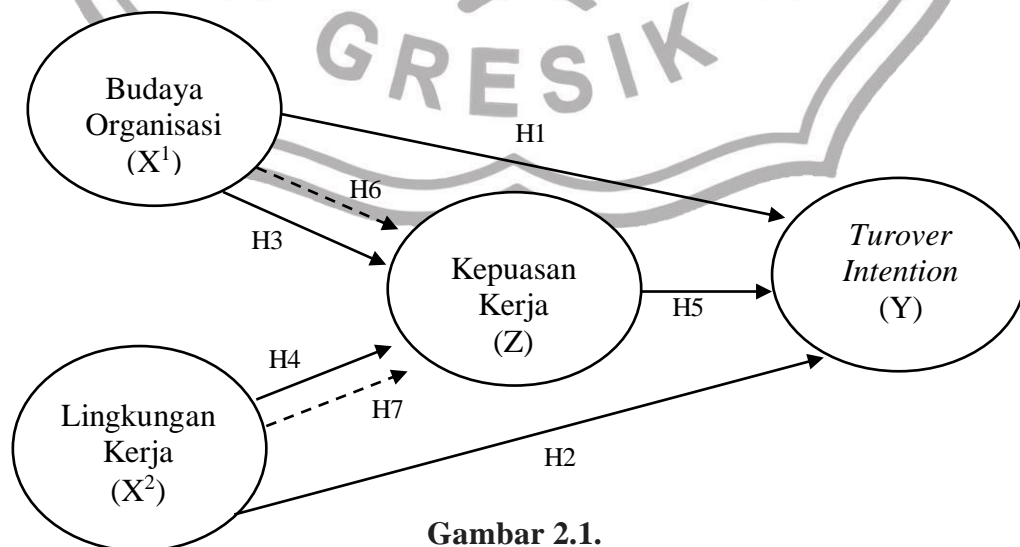 GRESIK
Budaya
Organisasi
(X¹)
H1
H6
H3
Turover
Intention
(Y)
Kepuasan
Kerja
(Z)
H5
H4
H7
Lingkungan
Kerja
(X²)
H2
Gambar 2.1.